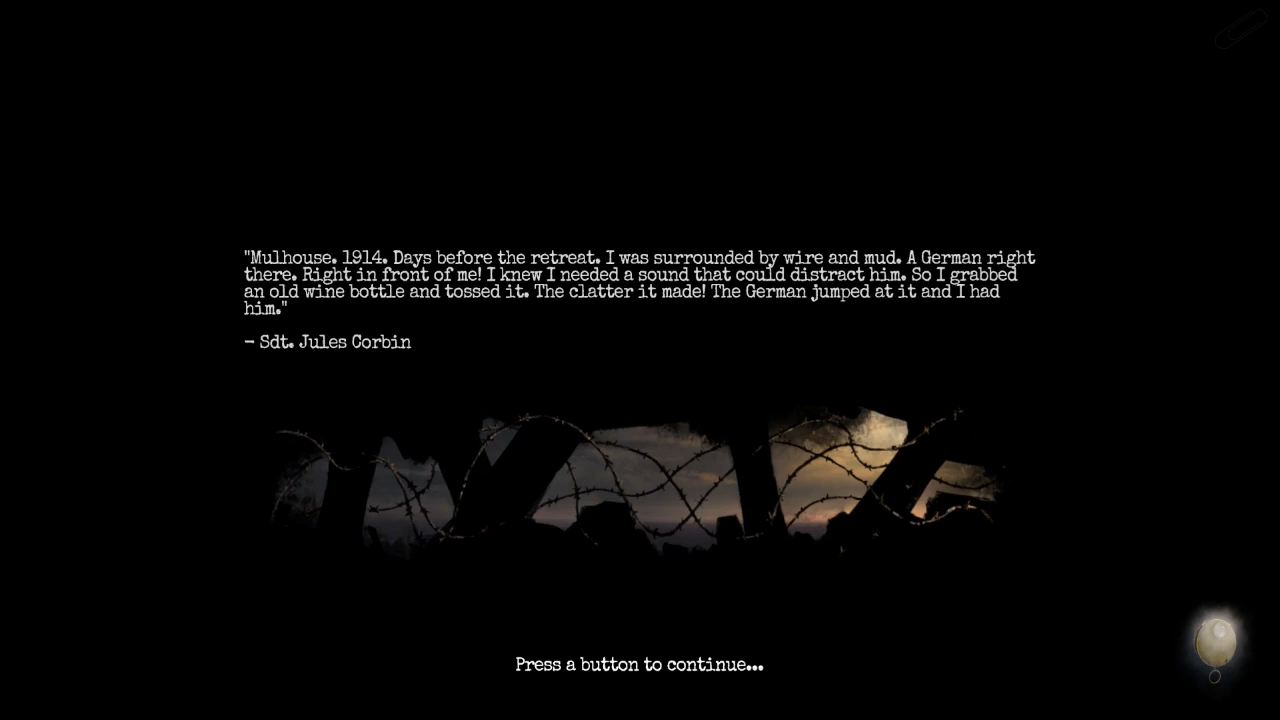 "Mulhouse. 1914. Days before the retreat. I was surrounded by wire and mud. A German right
there. Right in front of me! I knew I needed a sound that could distract him. So I grabbed
an old wine bottle and tossed it. The clatter it made! The German jumped at it and I had
him."
- Sdt. Jules Corbin
Press a button to continue...